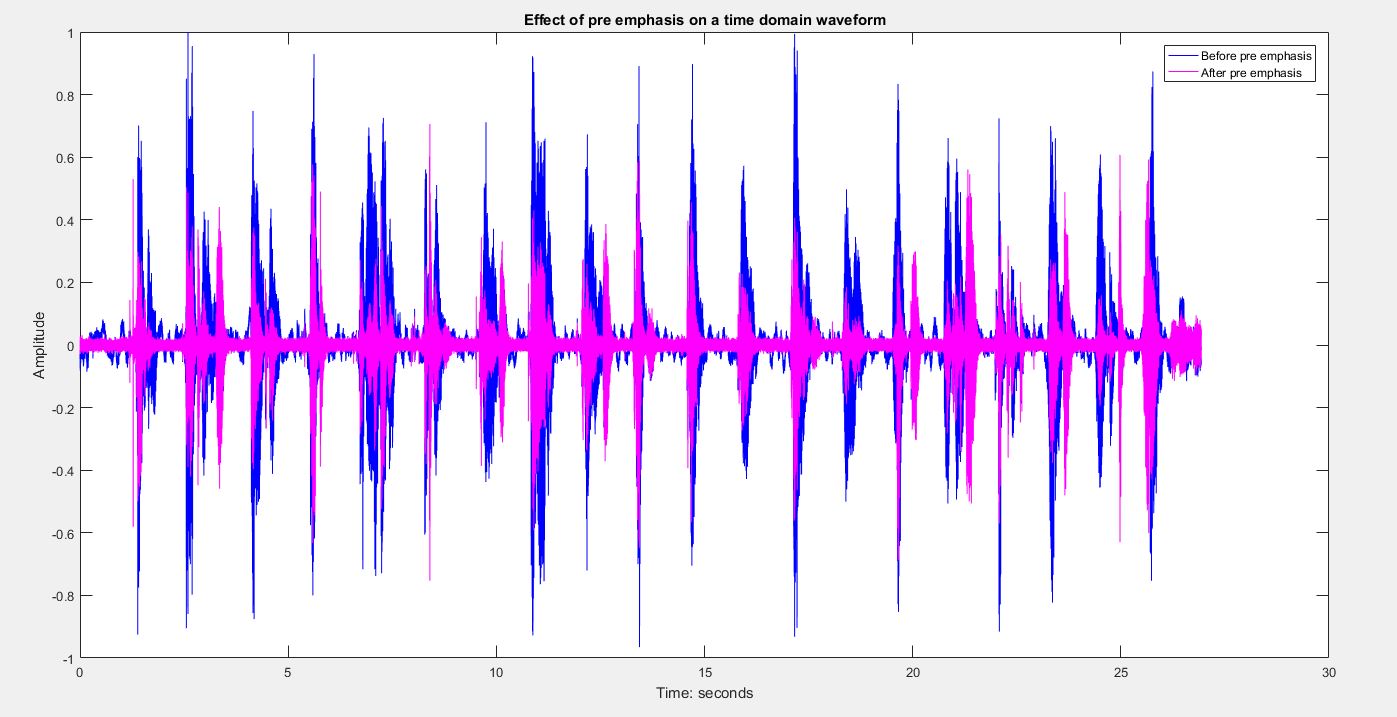 Effect of pre emphasis on a time domain waveform
Before pre emphasis
After pre emphasis
1
0.8
0.6
0.4
0.2
0
-0.2
-0.4
-0.6
-0.8
-1
Amplitude
0 5 10 15 20 25 30
Time: seconds